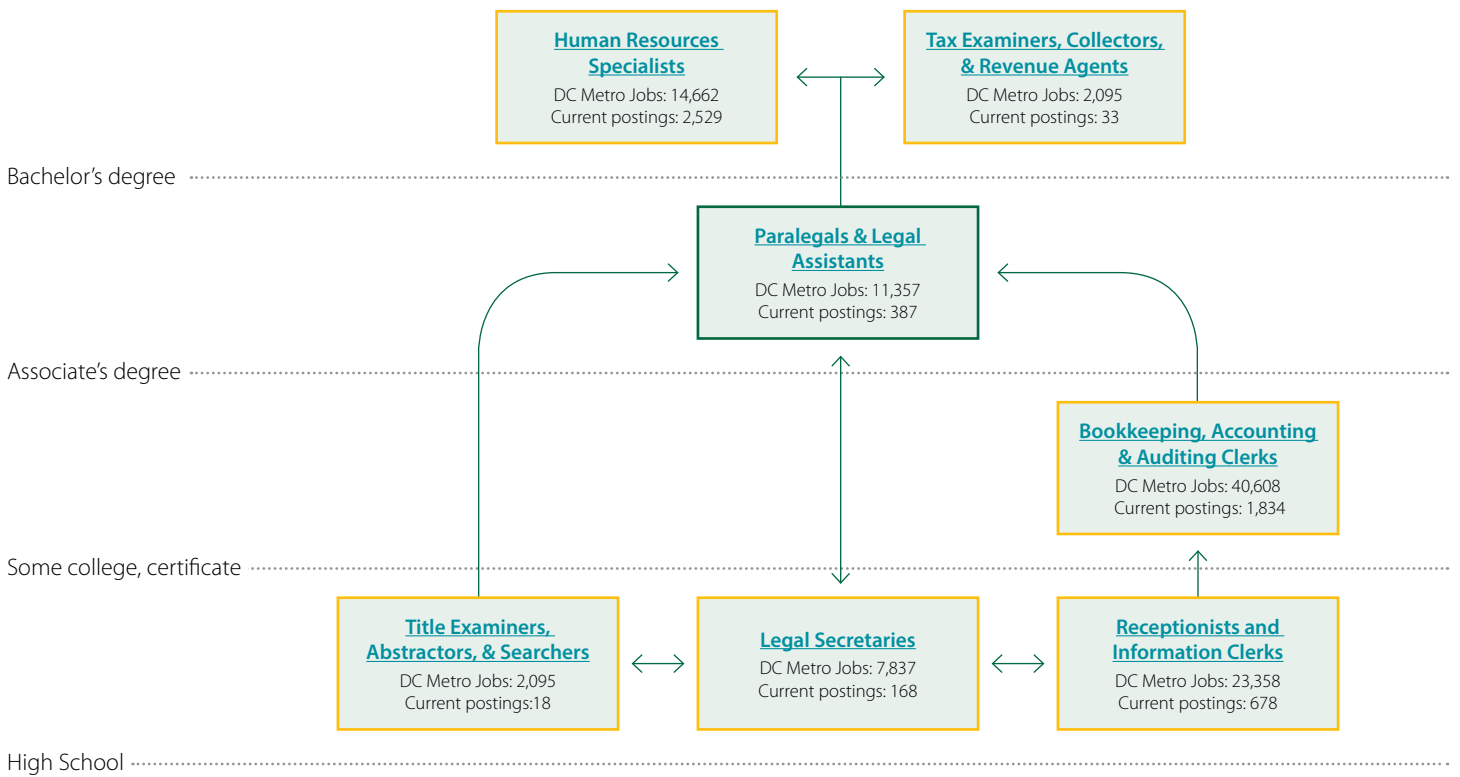 Human Resources
Specialists
DC Metro Jobs: 14,662
Current postings: 2,529
Tax Examiners, Collectors,
& Revenue Agents
DC Metro Jobs: 2,095
Current postings: 33
Bachelor’s degree
Paralegals & Legal
Assistants
DC Metro Jobs: 11,357
Current postings: 387
Associate’s degree
Bookkeeping, Accounting
& Auditing Clerks
DC Metro Jobs: 40,608
Current postings: 1,834
Some college, certificate
Title Examiners,
Abstractors, & Searchers
DC Metro Jobs: 2,095
Current postings:18
Legal Secretaries
DC Metro Jobs: 7,837
Current postings: 168
Receptionists and
Information Clerks
DC Metro Jobs: 23,358
Current postings: 678
High School